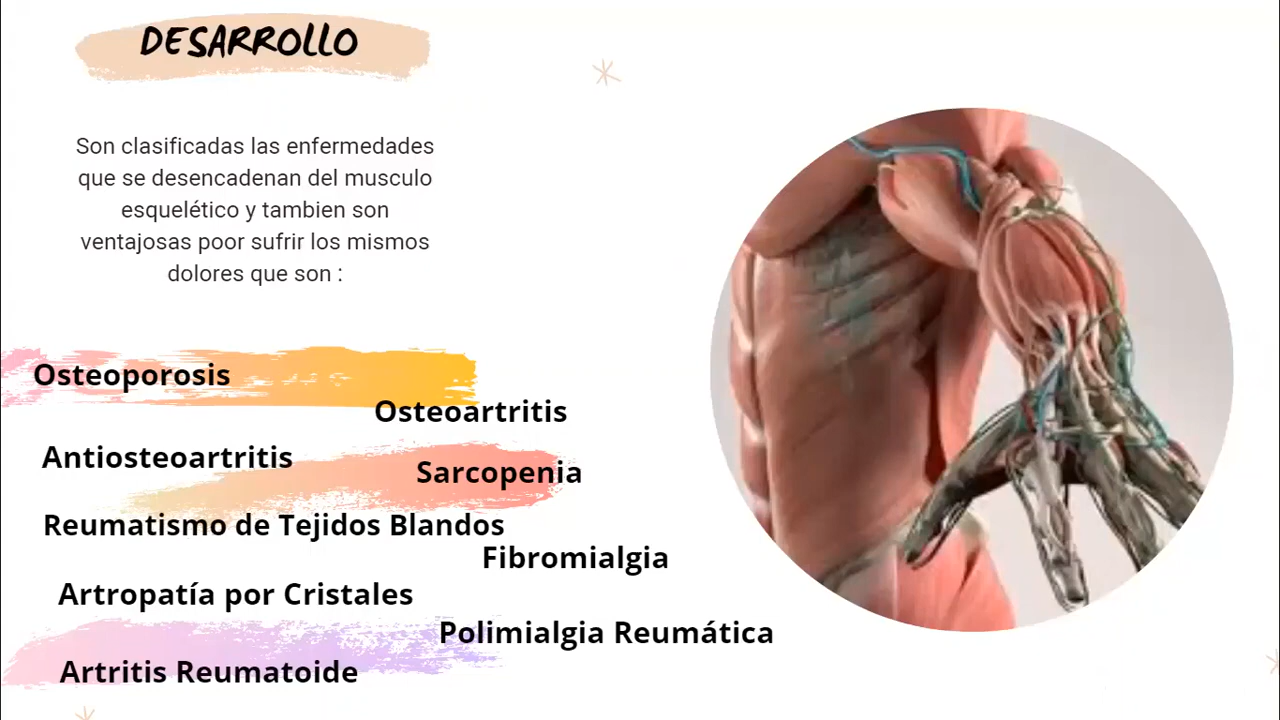 DESARROLLO
Son clasificadas las enfermedades
que se desencadenan del musculo
esquelético y tambien son
ventajosas poor sufrir los mismos
dolores que son :
Osteoporosis
Osteoartritis
Antiosteoartritis
Sarcopenia
Reumatismo de Tejidos Blandos
Fibromialgia
Artropatía por Cristales
Polimialgia Reumática
Artritis Reumatoide